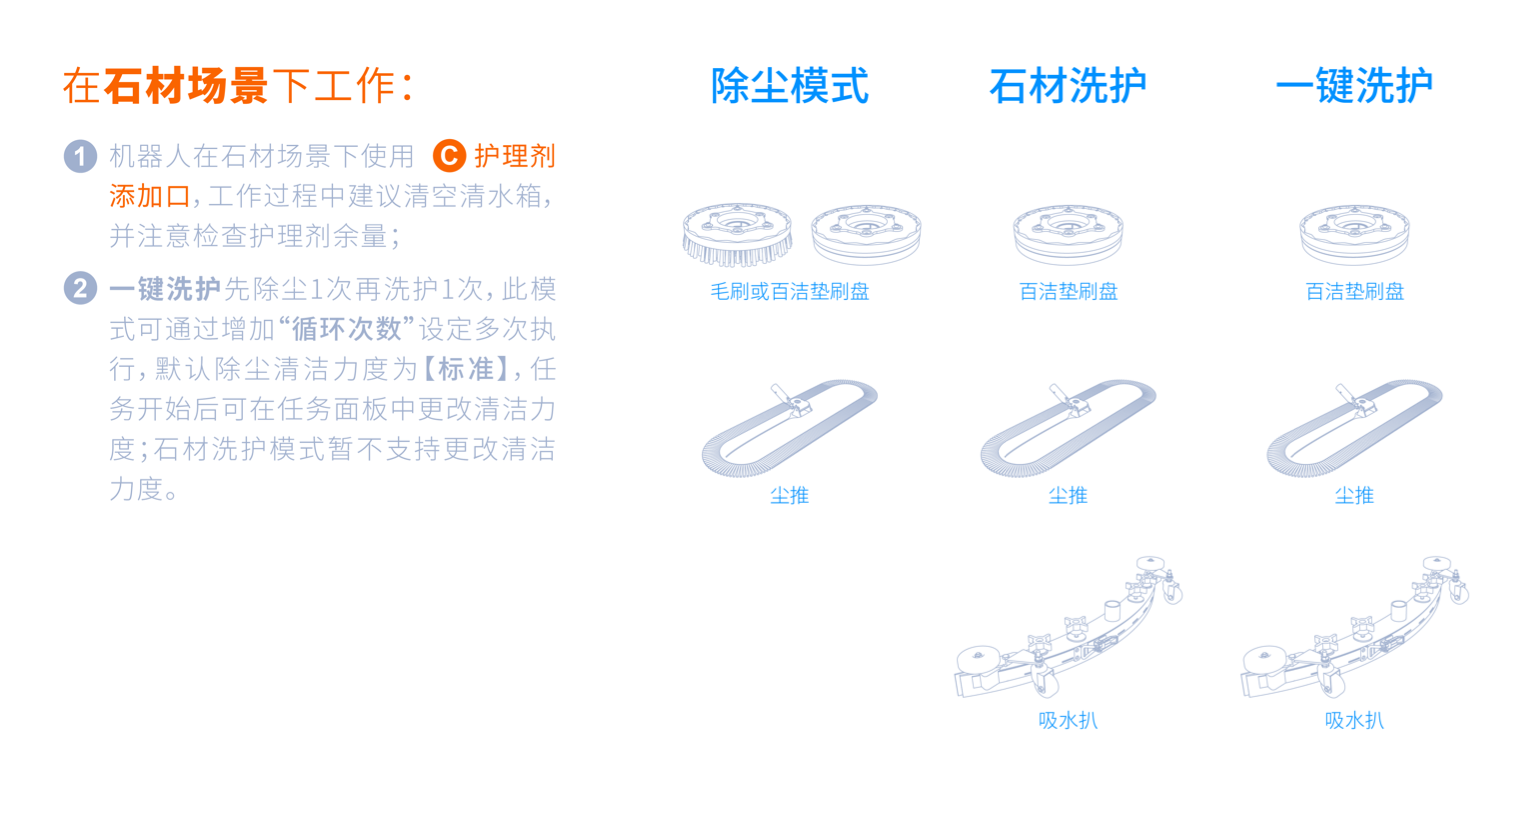 在石材场景下工作：
1 机器人在石材场景下使用 C 护理剂
添加口，工作过程中建议清空清水箱，
并注意检查护理剂余量；
2 一键洗护先除尘1次再洗护1次，此模
式可通过增加“循环次数”设定多次执
行，默认除尘清洁力度为【标准】，任
务开始后可在任务面板中更改清洁力
度；石材洗护模式暂不支持更改清洁
力度。
除尘模式 石材洗护 一键洗护
毛刷或百洁垫刷盘 百洁垫刷盘 百洁垫刷盘
尘推 尘推 尘推
吸水扒 吸水扒